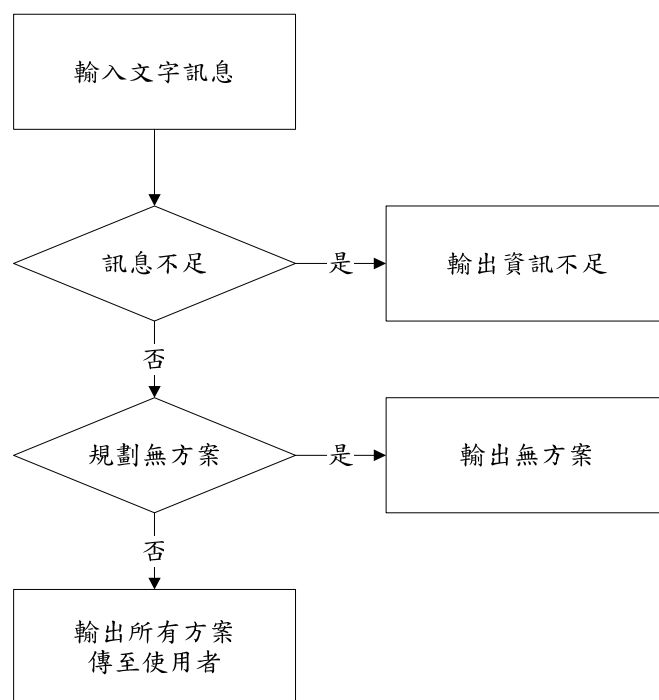 輸入文字訊息
訊息不足
是
輸出資訊不足
否
規劃無方案
是
輸出無方案
否
輸出所有方案
傳至使用者